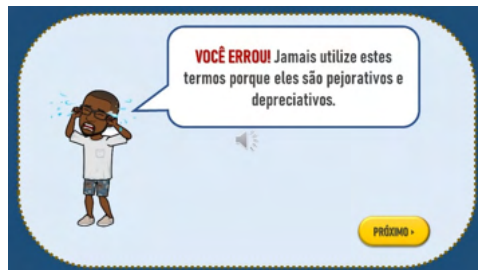 VOCÊ ERROU! Jamais utilize estes
termos porque eles são pejorativos e
depreciativos.
PRÓXIMO